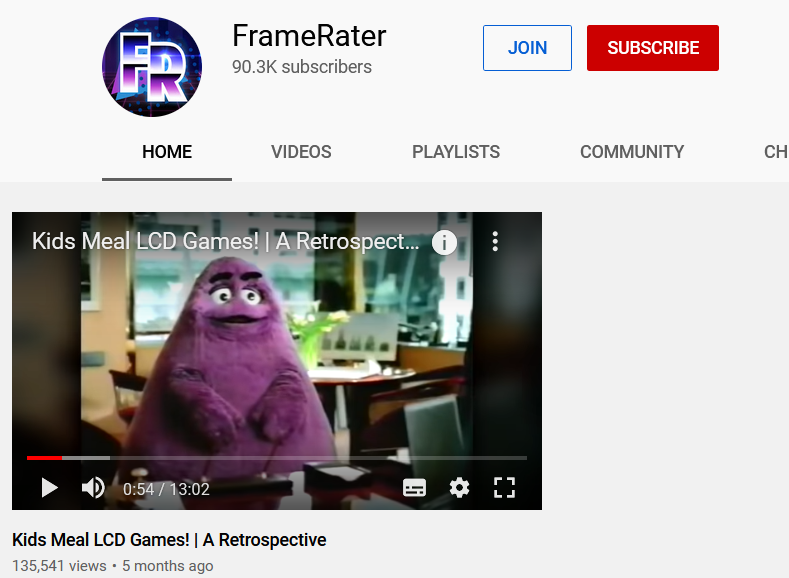 FR
FrameRater
90.3K subscribers
JOIN
SUBSCRIBE
HOME
VIDEOS
PLAYLISTS
COMMUNITY
CH
Kids Meal LCD Games! | A Retrospect...
0:54 / 13:02
Kids Meal LCD Games! | A Retrospective
135,541 views • 5 months ago